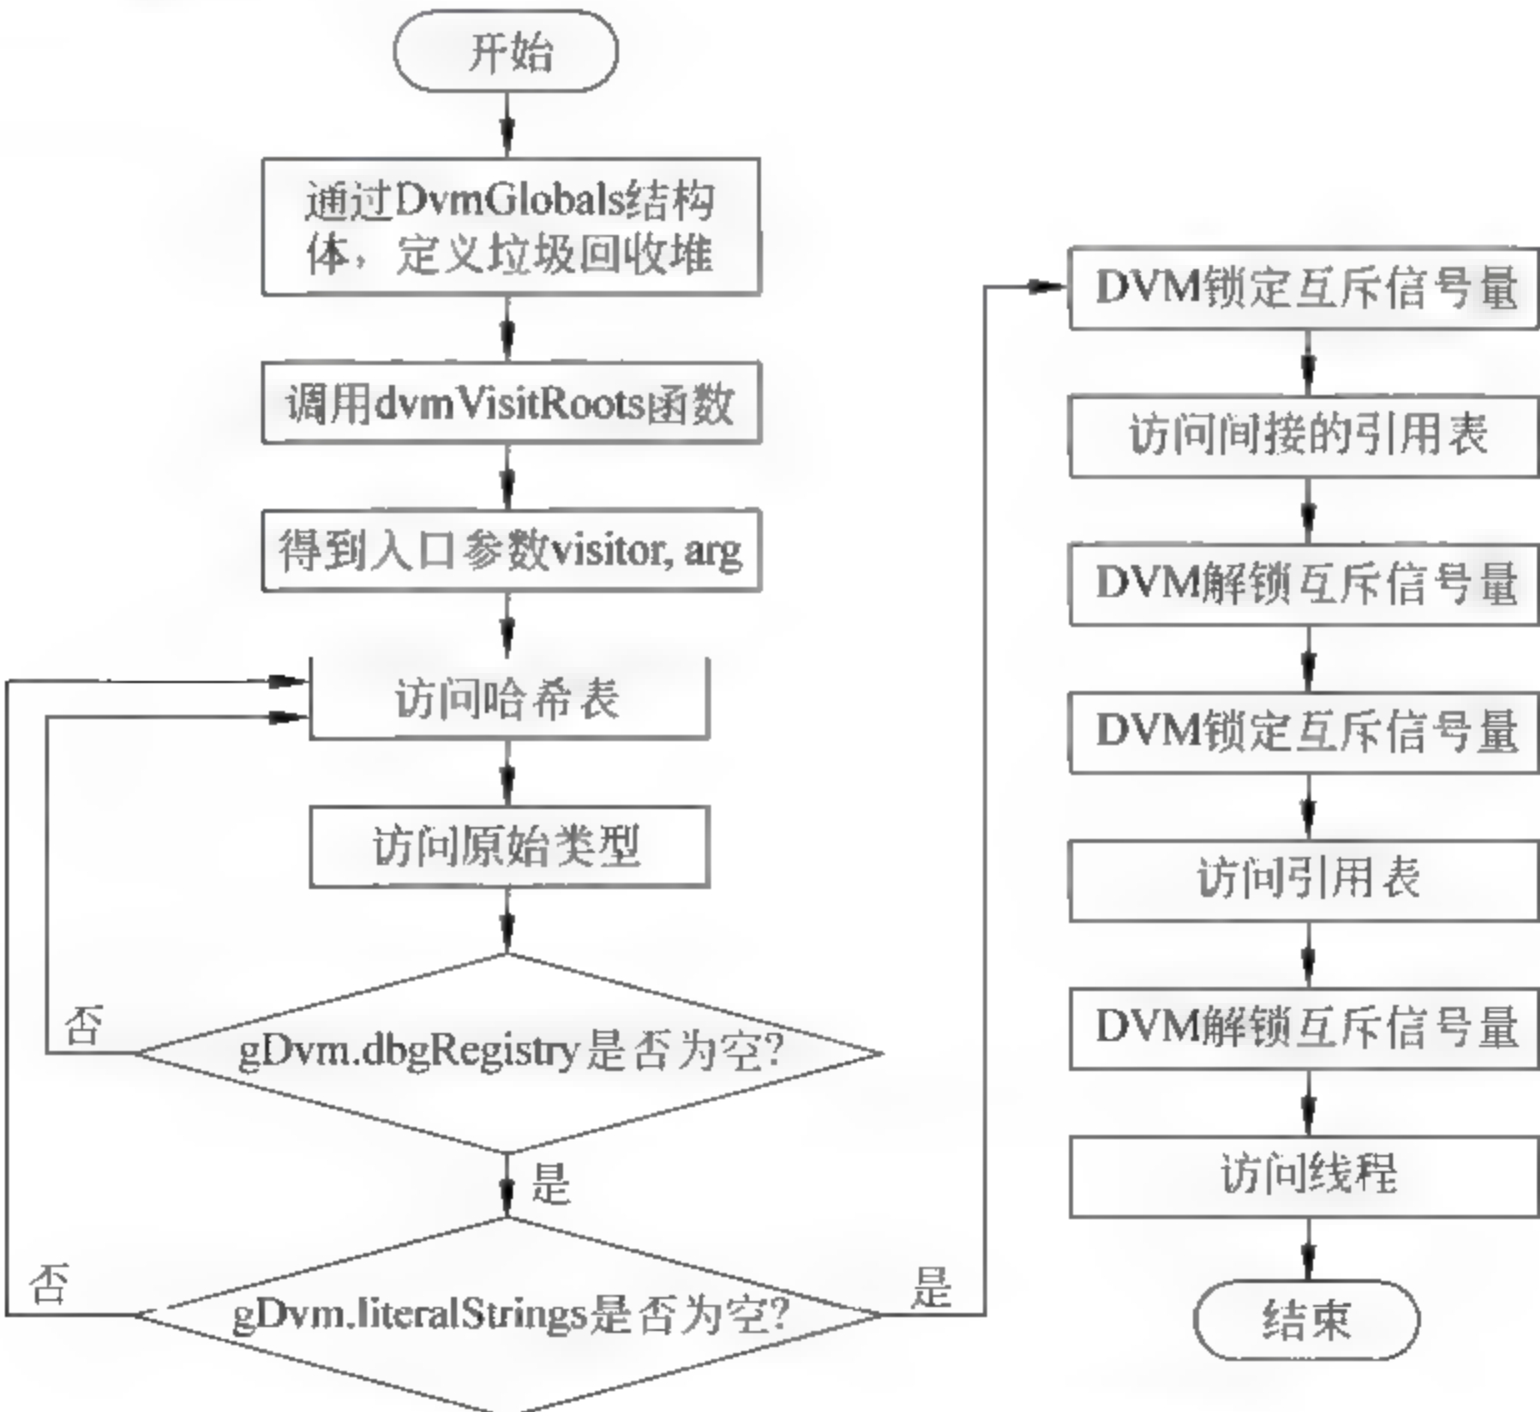 开始
通过DvmGlobals结构
体，定义垃圾回收堆
调用dvmVisitRoots函数
得到入口参数visitor, arg
访问哈希表
访问原始类型
否
gDvm.dbgRegistry是否为空?
是
否
gDvm.literalStrings是否为空?
是
DVM锁定互斥信号量
访问间接的引用表
DVM解锁互斥信号量
DVM锁定互斥信号量
访问引用表
DVM解锁互斥信号量
访问线程
结束